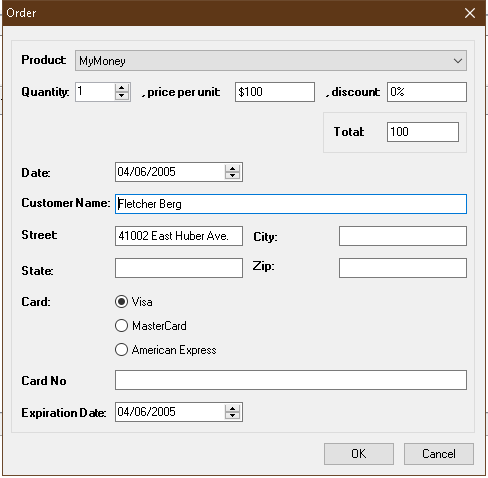 Order
Product: MyMoney
Quantity: 1 , price per unit: $100 , discount: 0%
Total: 100
Date: 04/06/2005
Customer Name: Fletcher Berg
Street: 41002 East Huber Ave. City:
State: Zip:
Card: Visa
MasterCard
American Express
Card No
Expiration Date: 04/06/2005
OK Cancel